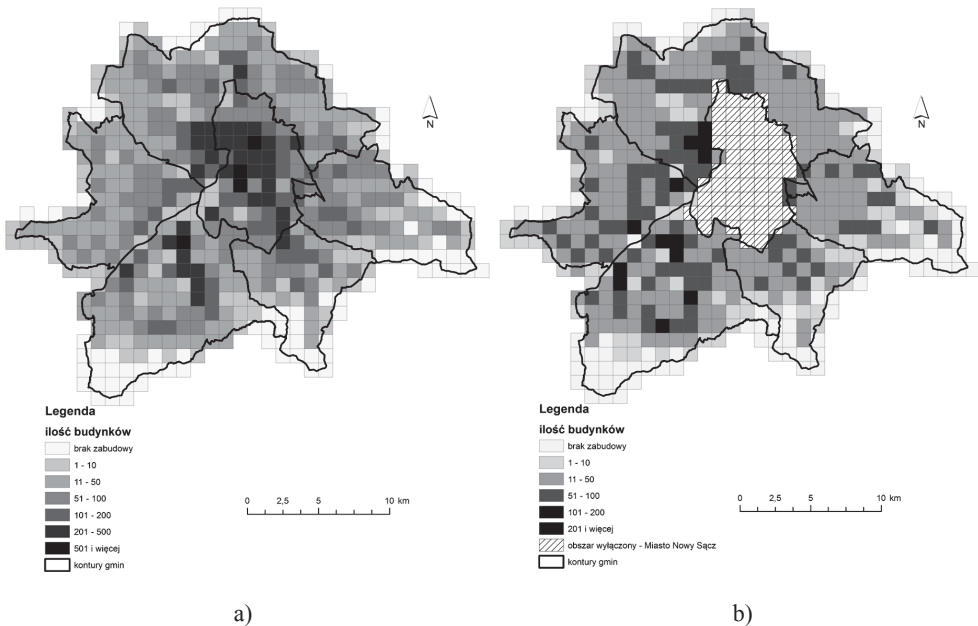 N
Legenda
ilość budynków
brak zabudowy
1 - 10
11 - 50
51 - 100
101 - 200
201 - 500
501 i więcej
kontury gmin
0 2,5 5 10 km
a)
N
Legenda
ilość budynków
brak zabudowy
1 - 10
11 - 50
51 - 100
101 - 200
201 i więcej
obszar wyłączony - Miasto Nowy Sącz
kontury gmin
0 2,5 5 10 km
b)